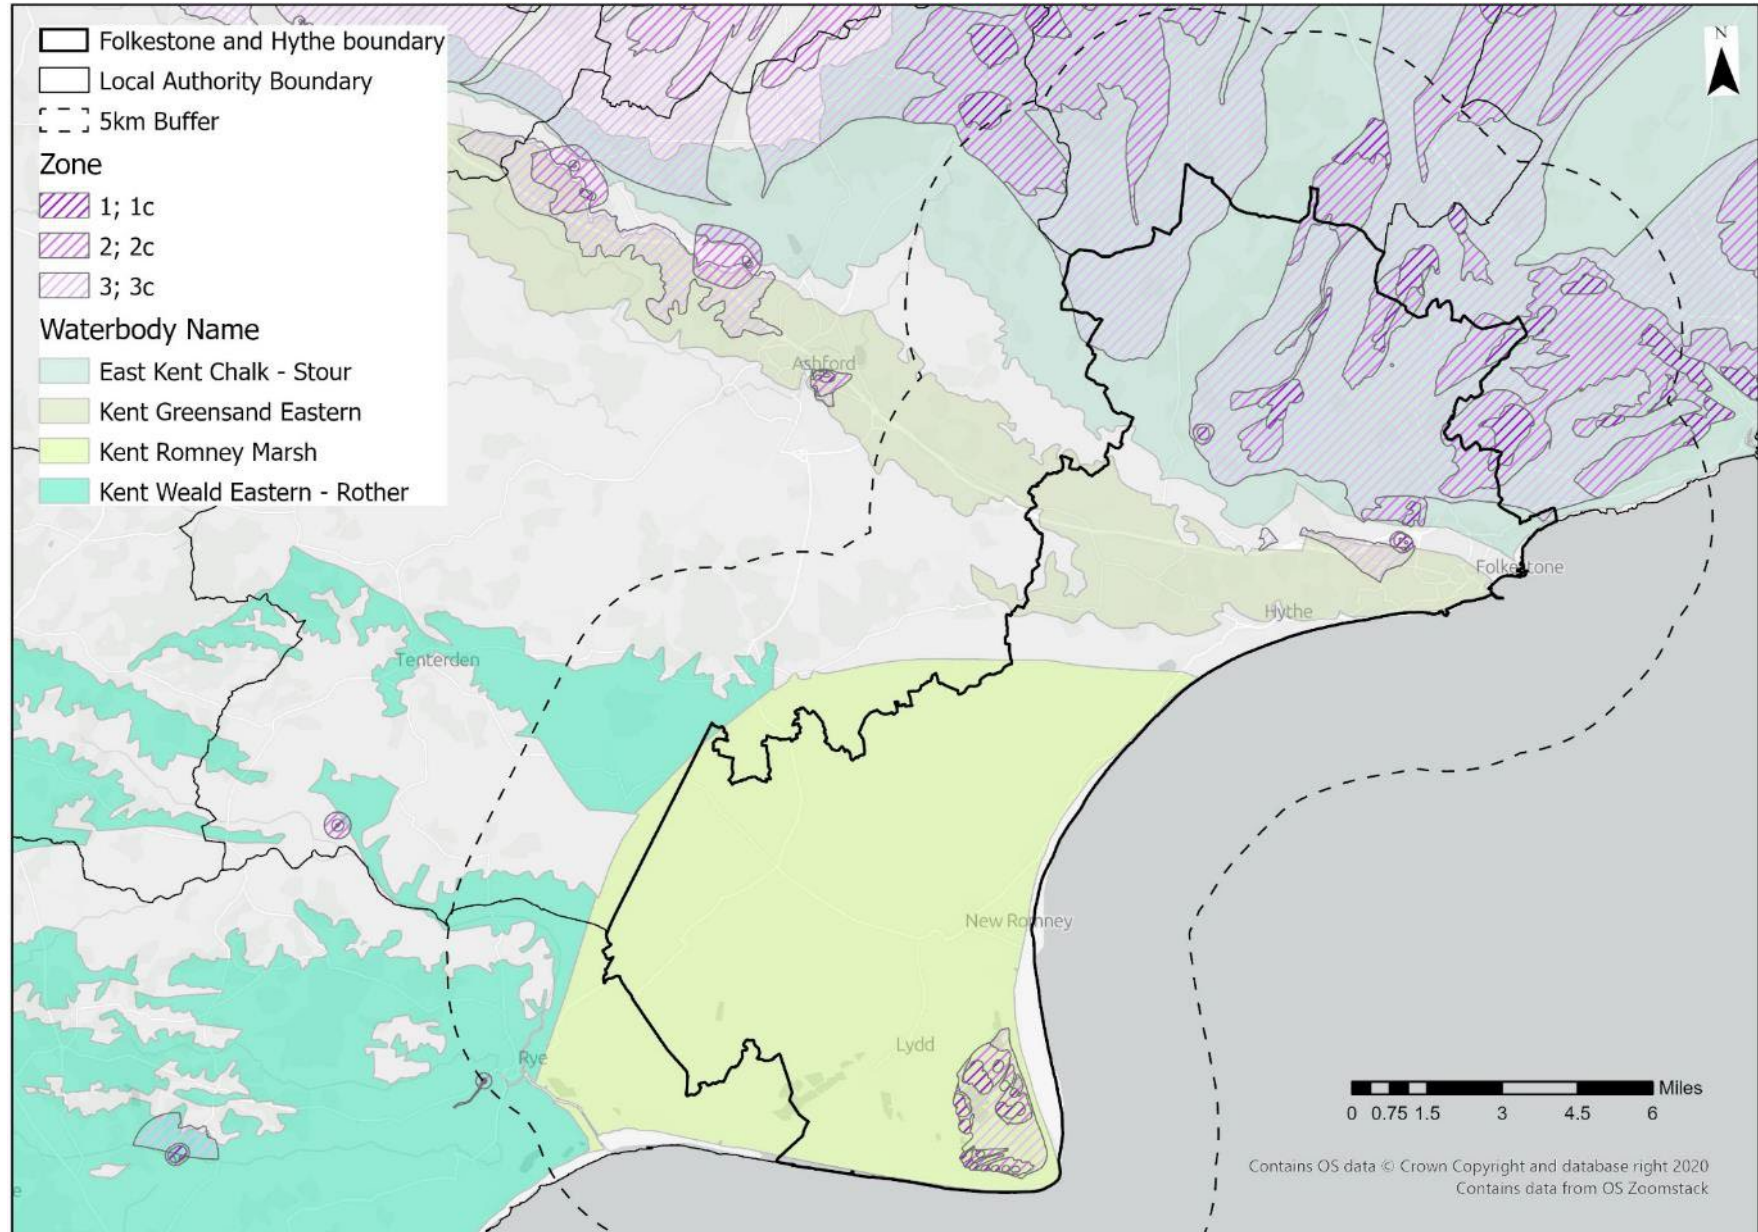 Folkestone and Hythe boundary
Local Authority Boundary
5km Buffer
Zone
1; 1c
2; 2c
3; 3c
Waterbody Name
East Kent Chalk - Stour
Kent Greensand Eastern
Kent Romney Marsh
Kent Weald Eastern - Rother
N
Ashford
Folkestone
Hythe
Tenterden
New Romney
Lydd
Rye
Miles
0 0.75 1.5 3 4.5 6
Contains OS data © Crown Copyright and database right 2020
Contains data from OS Zoomstack